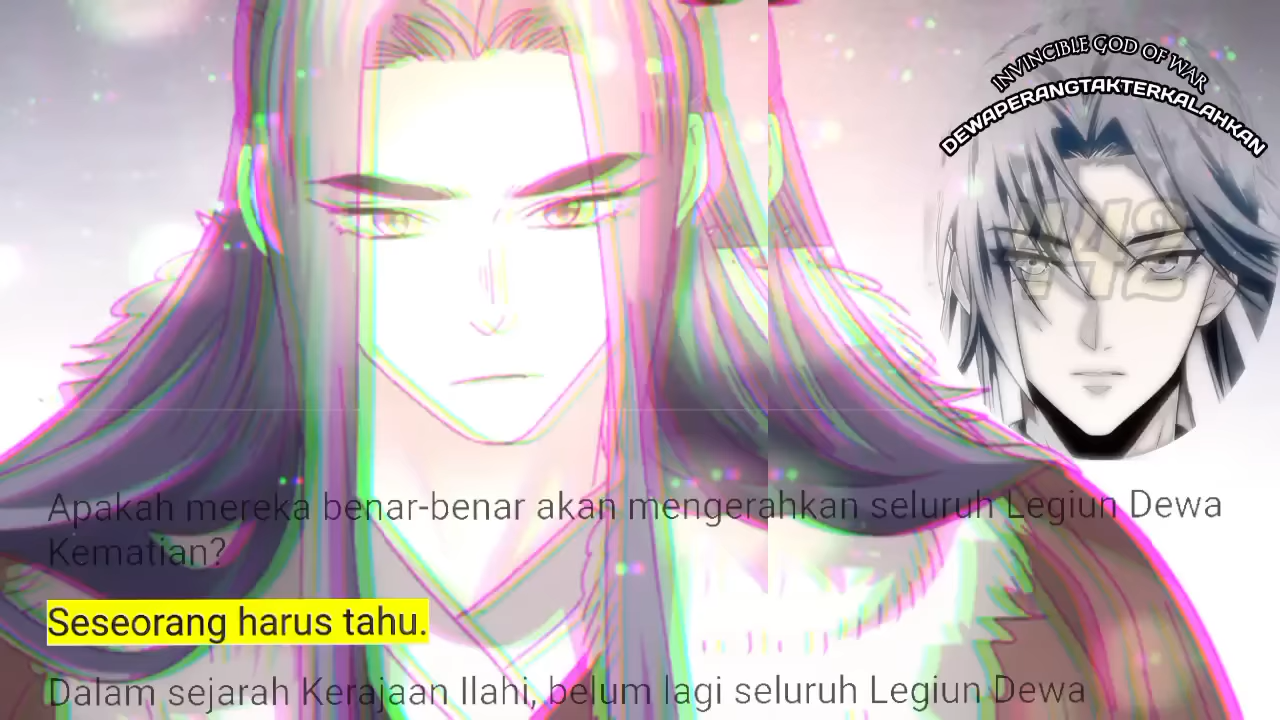 INVINCIBLE GOD OF WAR
DEWAPERANGTAKTERKALAHKAN
Apakah mereka benar-benar akan mengerahkan seluruh Legiun Dewa
Kematian?
Seseorang harus tahu.
Dalam sejarah Kerajaan Ilahi, belum lagi seluruh Legiun Dewa